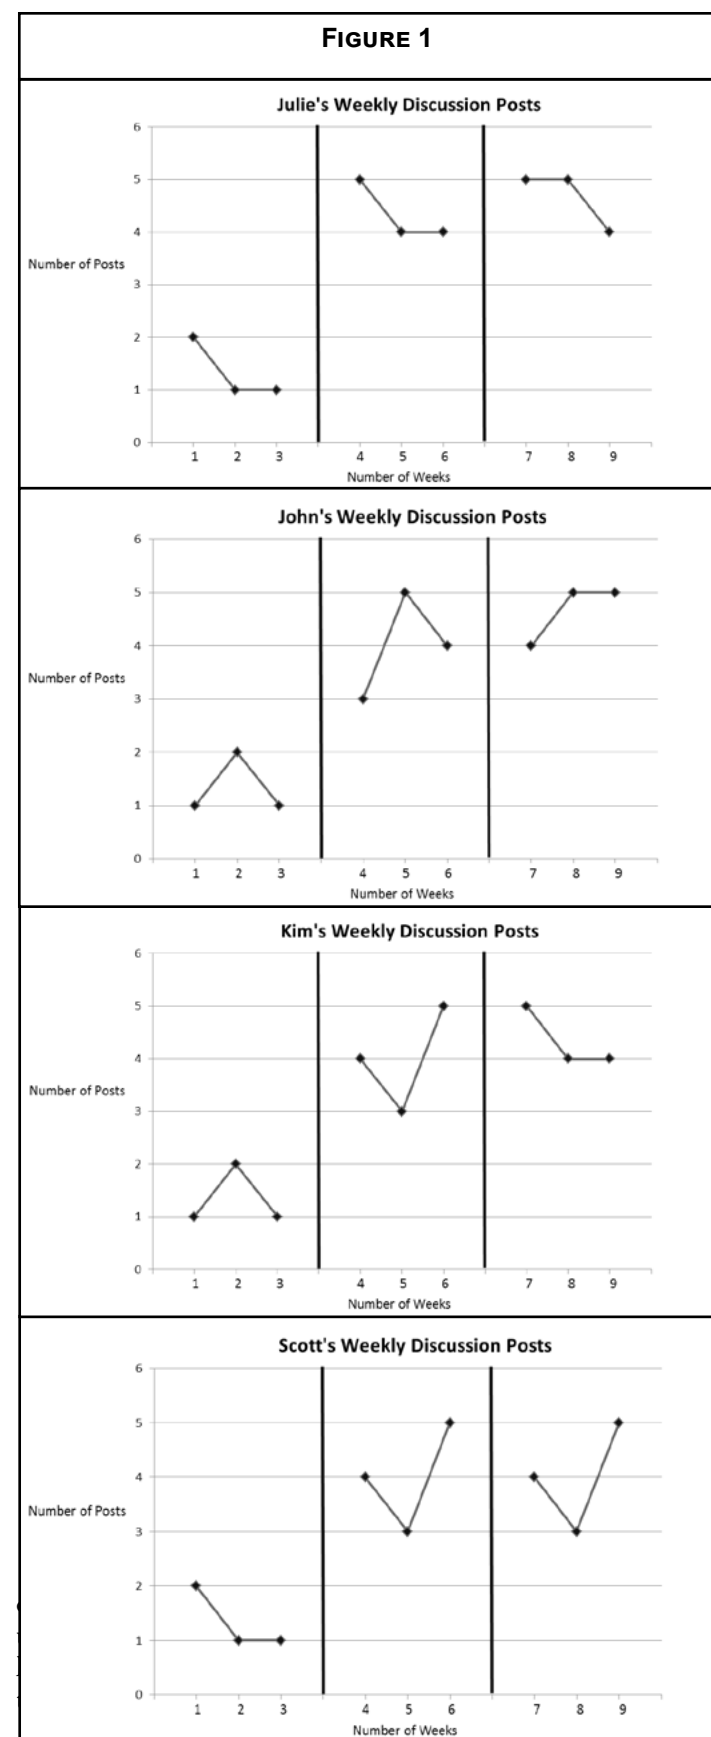 FIGURE 1
Julie's Weekly Discussion Posts
6
5
4
Number of Posts
3
2
1
0
1 2 3 4 5 6 7 8 9
Number of Weeks
John's Weekly Discussion Posts
6
5
4
Number of Posts
3
2
1
0
1 2 3 4 5 6 7 8 9
Number of Weeks
Kim's Weekly Discussion Posts
6
5
4
Number of Posts
3
2
1
0
1 2 3 4 5 6 7 8 9
Number of Weeks
Scott's Weekly Discussion Posts
6
5
4
Number of Posts
3
2
1
0
1 2 3 4 5 6 7 8 9
Number of Weeks